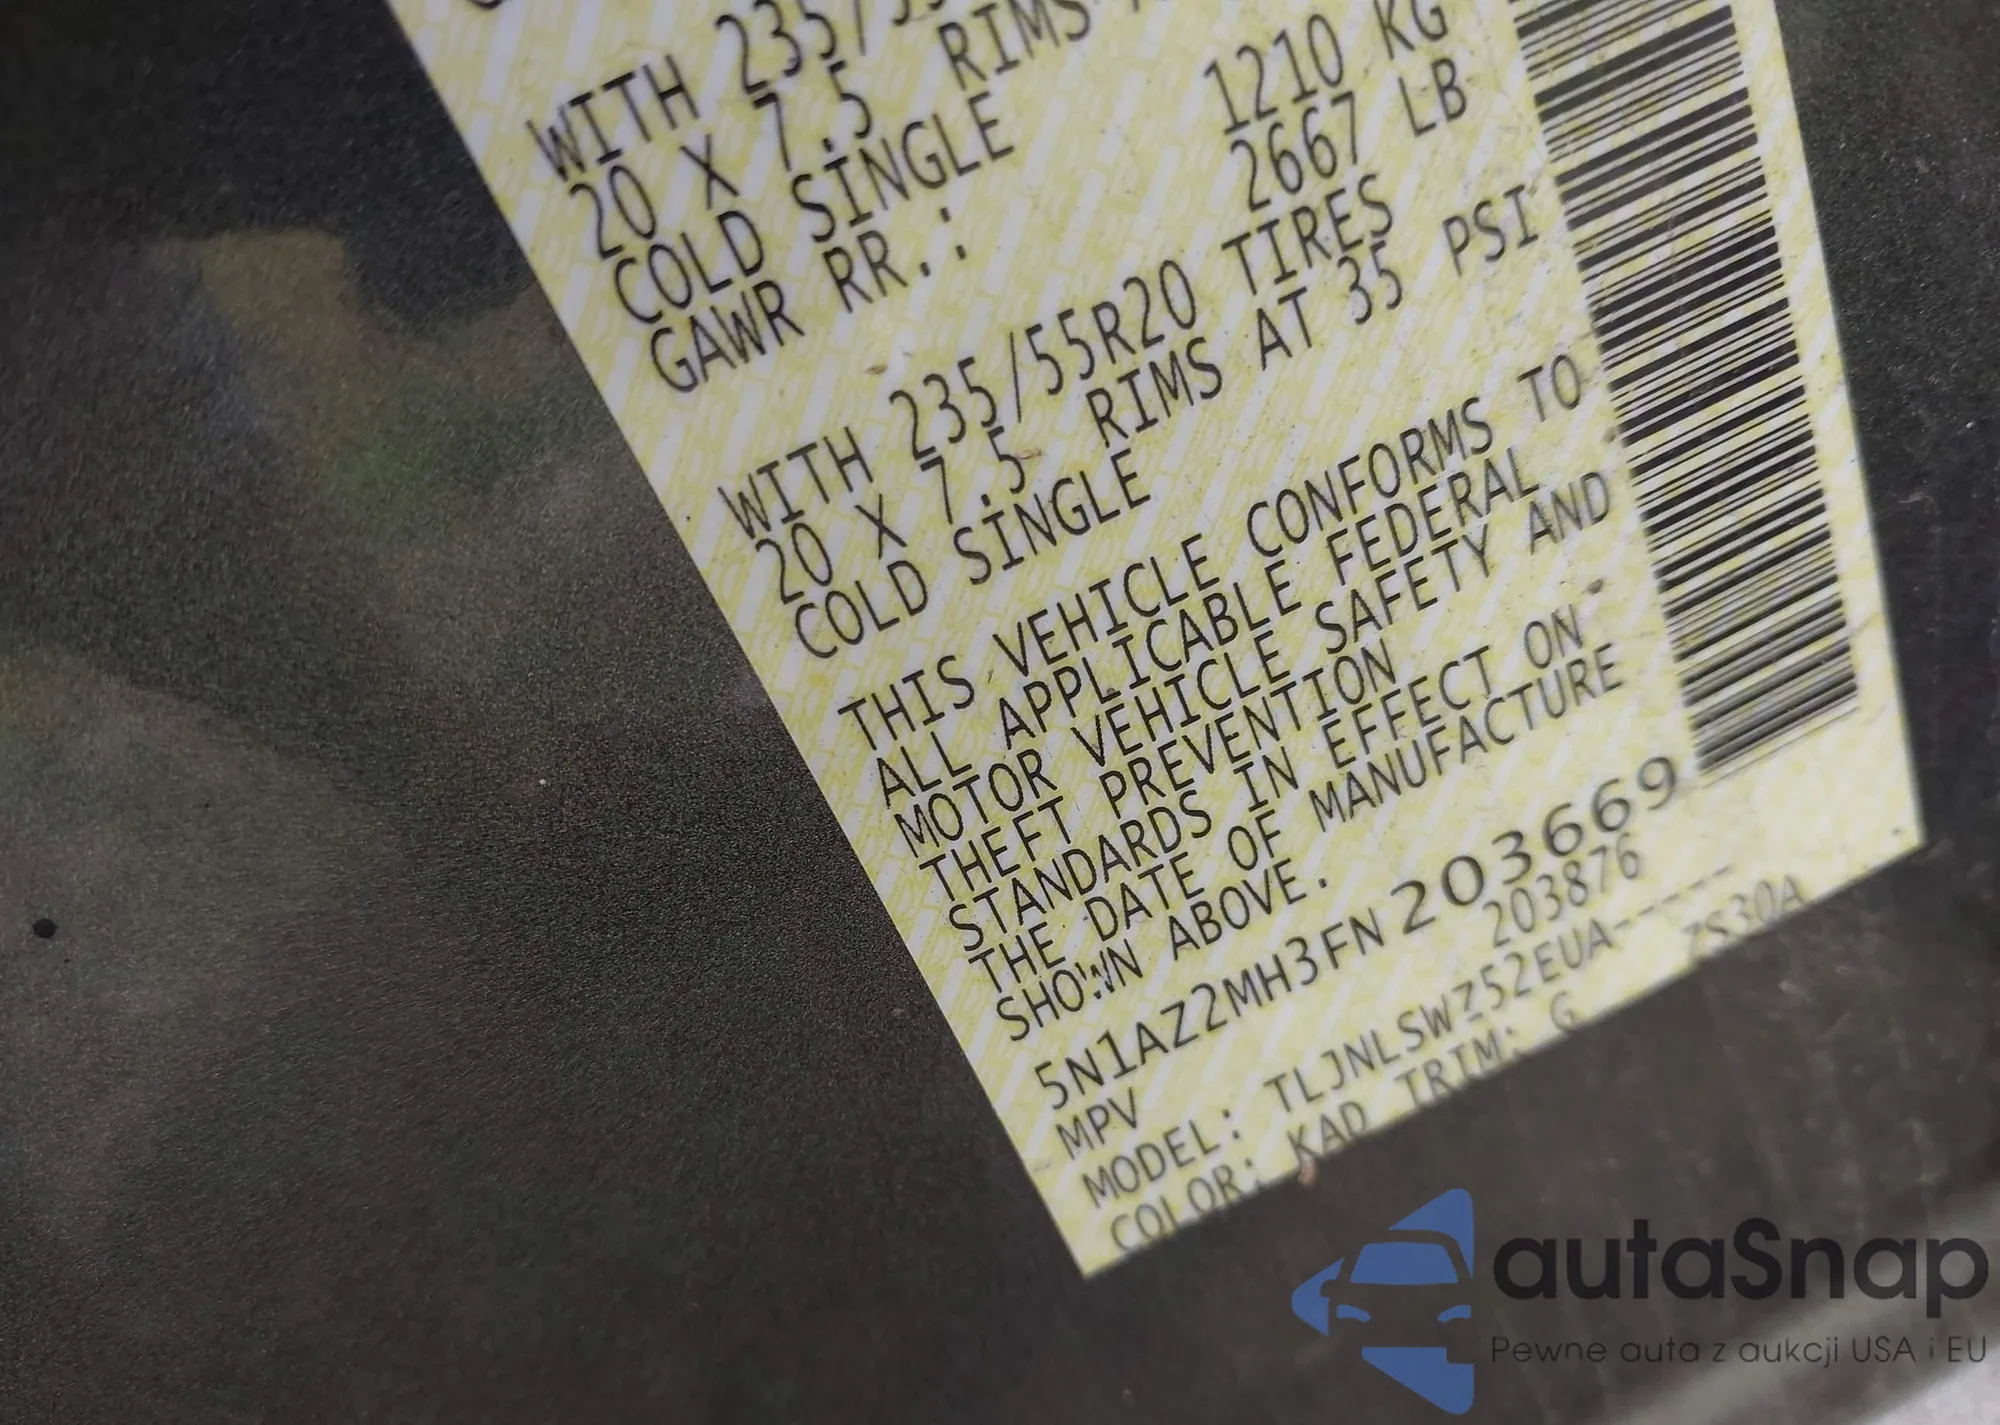 WITH 235/55
20 X 7.5 RIMS
COLD SINGLE 1210 KG
GAWR RR.: 2667 LB
WITH 235/55R20 TIRES
20 X 7.5 RIMS AT 35 PSI
COLD SINGLE
THIS VEHICLE CONFORMS TO
ALL APPLICABLE FEDERAL
MOTOR VEHICLE SAFETY AND
THEFT PREVENTION
STANDARDS IN EFFECT ON
THE DATE OF MANUFACTURE
SHOWN ABOVE.
5N1AZ2MH3FN203669
MPV 203876
MODEL: TLJNLSWZ52EUA-----
COLOR: KAD TRIM: G ZS30A
autaSnap
Pewne auta z aukcji USA i EU